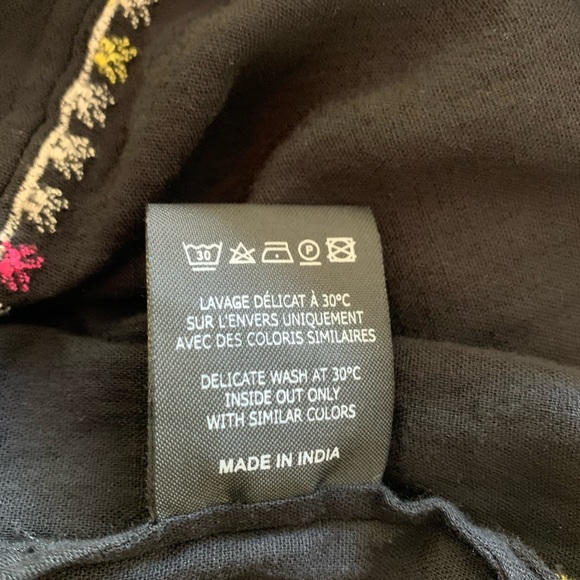 30 P
LAVAGE DÉLICAT À 30°C
SUR L'ENVERS UNIQUEMENT
AVEC DES COLORIS SIMILAIRES
DELICATE WASH AT 30°C
INSIDE OUT ONLY
WITH SIMILAR COLORS
MADE IN INDIA